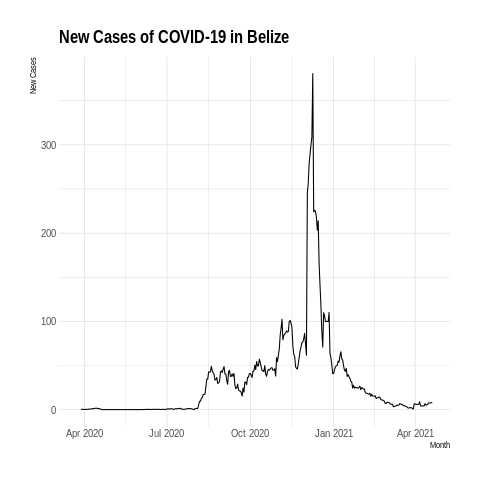 New Cases of COVID-19 in Belize
New Cases
300
200
100
0
Apr 2020 Jul 2020 Oct 2020 Jan 2021 Apr 2021
Month